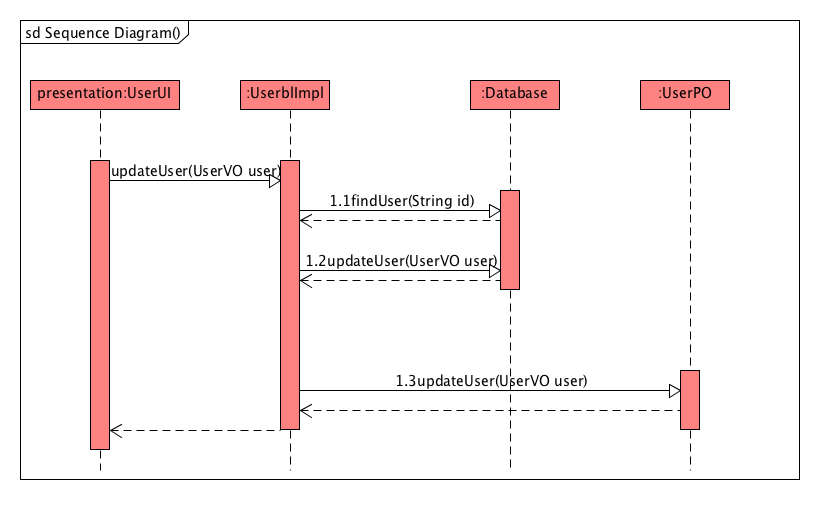 sd Sequence Diagram()
presentation:UserUI
:UserblImpl
:Database
:UserPO
updateUser(UserVO user)
1.1findUser(String id)
1.2updateUser(UserVO user)
1.3updateUser(UserVO user)